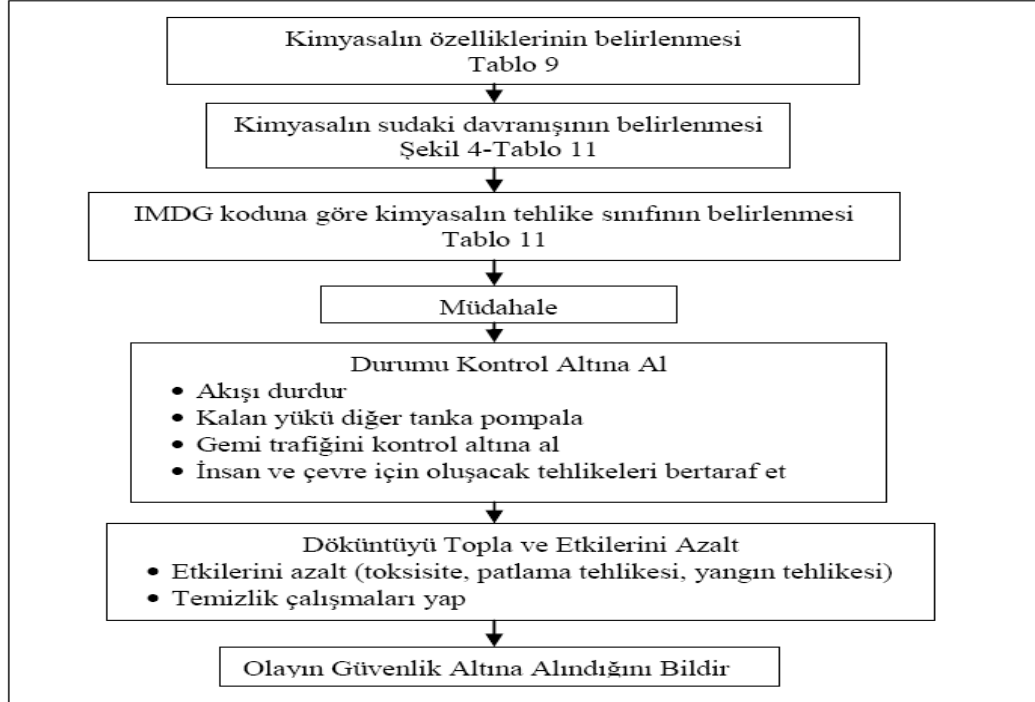 Kimyasalın özelliklerinin belirlenmesi
Tablo 9
Kimyasalın sudaki davranışının belirlenmesi
Şekil 4-Tablo 11
IMDG koduna göre kimyasalın tehlike sınıfının belirlenmesi
Tablo 11
Müdahale
Durumu Kontrol Altına Al
• Akışı durdur
• Kalan yükü diğer tanka pompala
• Gemi trafiğini kontrol altına al
• İnsan ve çevre için oluşacak tehlikeleri bertaraf et
Döküntüyü Topla ve Etkilerini Azalt
• Etkilerini azalt (toksisite, patlama tehlikesi, yangın tehlikesi)
• Temizlik çalışmaları yap
Olayın Güvenlik Altına Alındığını Bildir